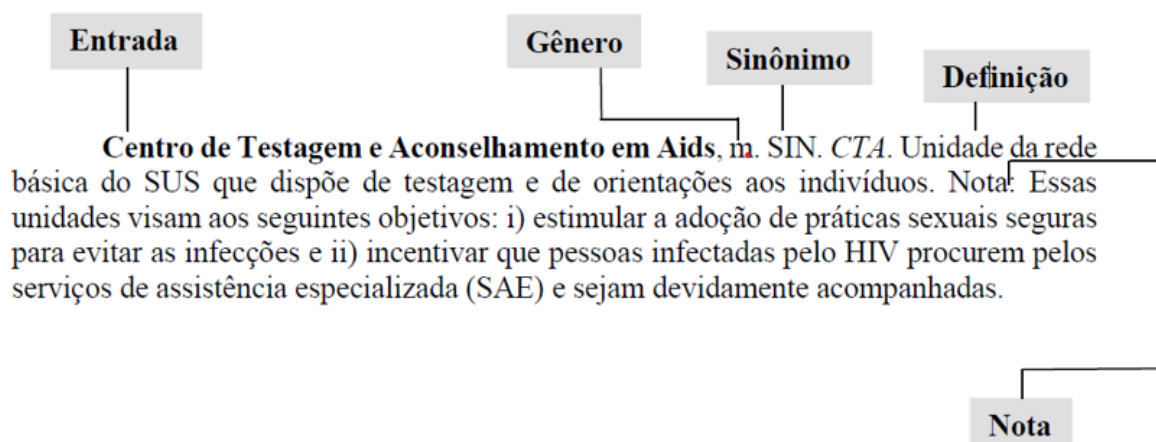 Entrada
Gênero
Sinônimo
Definição
Centro de Testagem e Aconselhamento em Aids, m. SIN. CTA. Unidade da rede
básica do SUS que dispõe de testagem e de orientações aos indivíduos. Nota: Essas
unidades visam aos seguintes objetivos: i) estimular a adoção de práticas sexuais seguras
para evitar as infecções e ii) incentivar que pessoas infectadas pelo HIV procurem pelos
serviços de assistência especializada (SAE) e sejam devidamente acompanhadas.
Nota